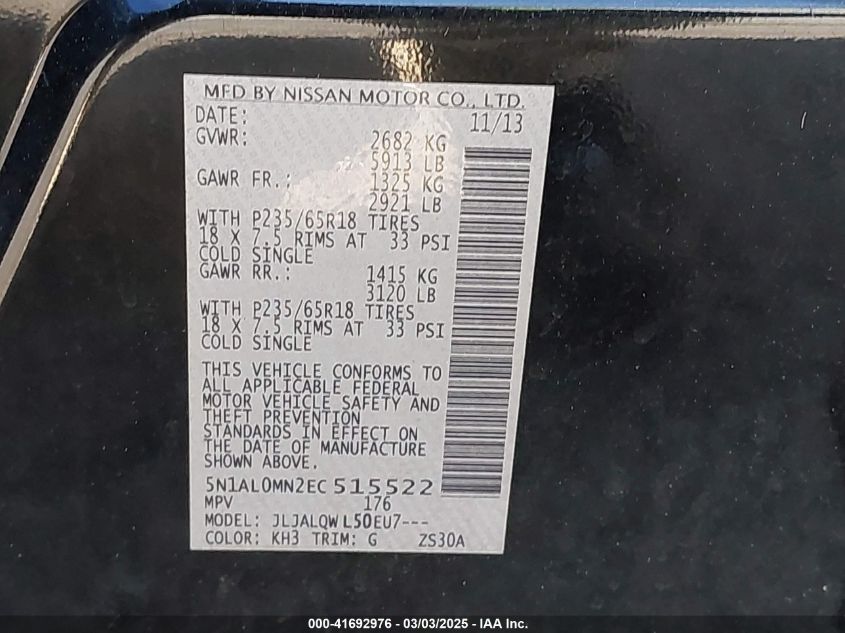 MFD BY NISSAN MOTOR CO., LTD.
DATE: 11/13
GVWR: 2682 KG
5913 LB
GAWR FR.: 1325 KG
2921 LB
WITH P235/65R18 TIRES
18 X 7.5 RIMS AT 33 PSI
COLD SINGLE
GAWR RR.: 1415 KG
3120 LB
WITH P235/65R18 TIRES
18 X 7.5 RIMS AT 33 PSI
COLD SINGLE
THIS VEHICLE CONFORMS TO
ALL APPLICABLE FEDERAL
MOTOR VEHICLE SAFETY AND
THEFT PREVENTION
STANDARDS IN EFFECT ON
THE DATE OF MANUFACTURE
SHOWN ABOVE.
5N1AL0MN2EC515522
MPV 176
MODEL: JLJALQWL50EU7---
COLOR: KH3 TRIM: G ZS30A
000-41692976 - 03/03/2025 - IAA Inc.